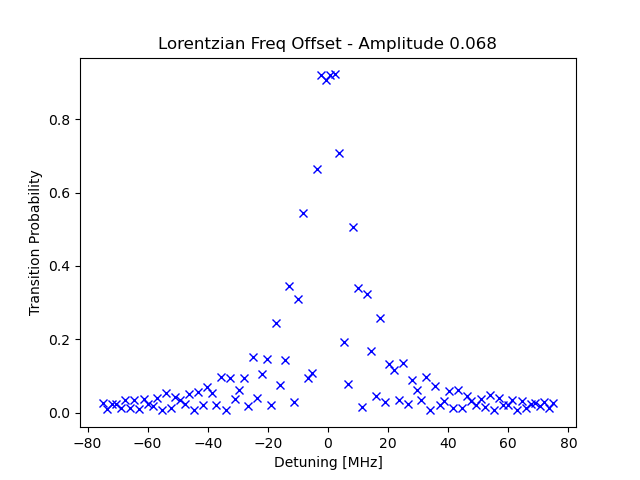 Lorentzian Freq Offset - Amplitude 0.068
Transition Probability
0.8
0.6
0.4
0.2
0.0
−80 −60 −40 −20 0 20 40 60 80
Detuning [MHz]